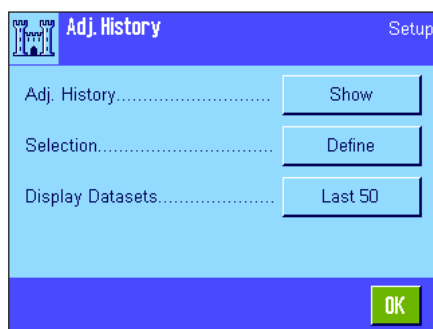 Adj. History Setup
Adj. History............................ Show
Selection................................ Define
Display Datasets..................... Last 50
OK